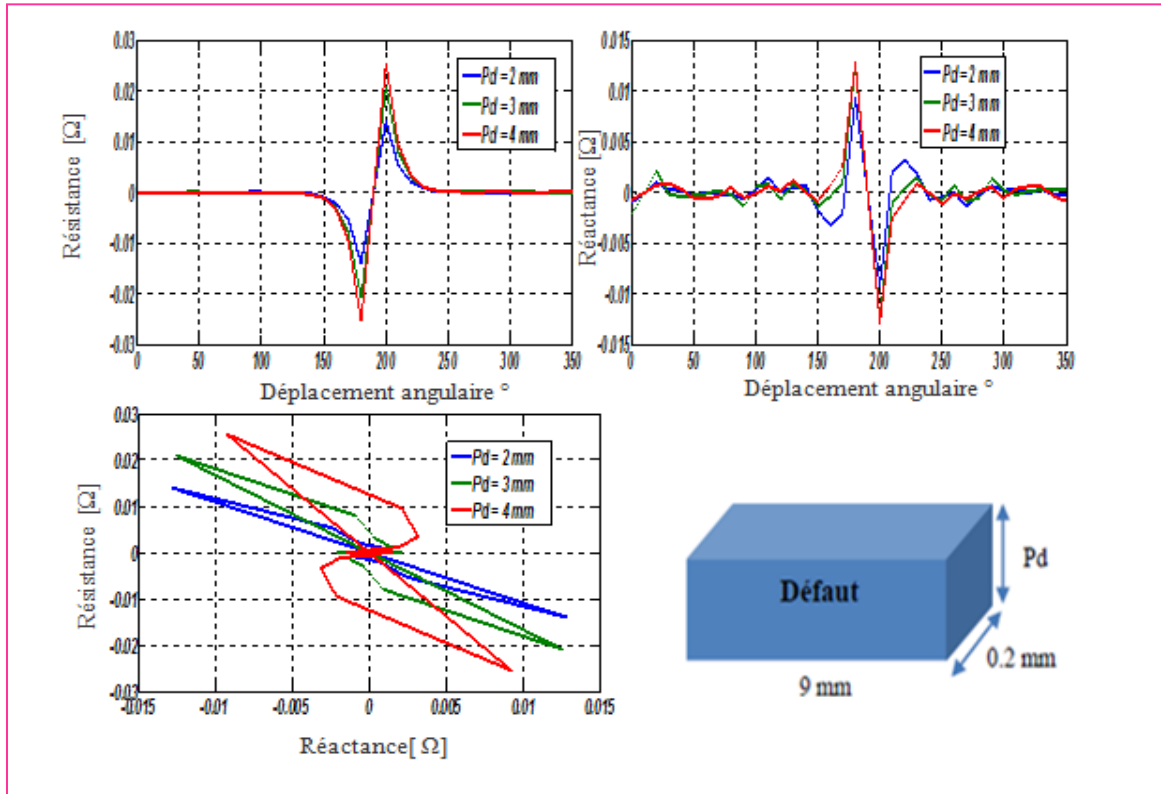 0.03
0.02
0.01
0
-0.01
-0.02
-0.03
Résistance [Ω]
Pd = 2 mm
Pd = 3 mm
Pd = 4 mm
0 50 100 150 200 250 300 350
Déplacement angulaire °
0.015
0.01
0.005
0
-0.005
-0.01
-0.015
Réactance [Ω]
Pd = 2 mm
Pd = 3 mm
Pd = 4 mm
0 50 100 150 200 250 300 350
Déplacement angulaire °
0.03
0.02
0.01
0
-0.01
-0.02
-0.03
Résistance [Ω]
Pd = 2 mm
Pd = 3 mm
Pd = 4 mm
-0.015 -0.01 -0.005 0 0.005 0.01 0.015
Réactance[ Ω]
Défaut
Pd
0.2 mm
9 mm